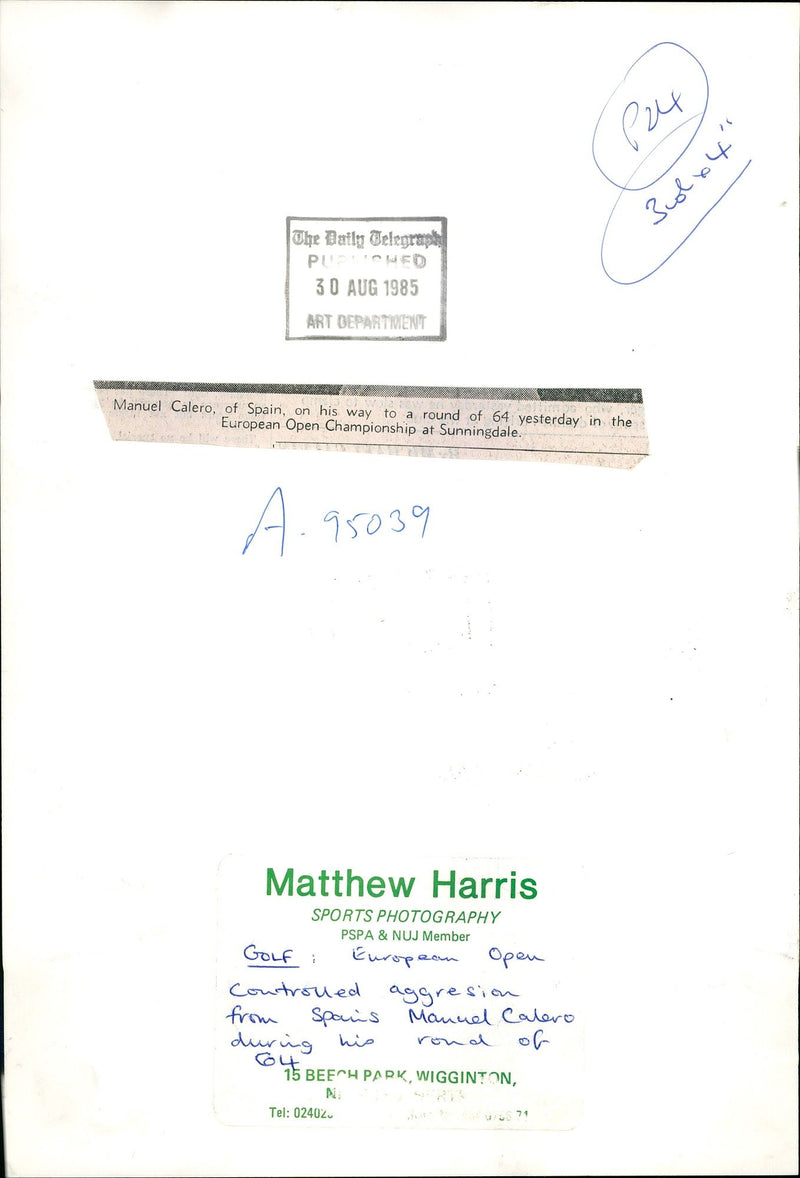 P24
3col x 4"
The Daily Telegraph
PUBLISHED
30 AUG 1985
ART DEPARTMENT
Manuel Calero, of Spain, on his way to a round of 64 yesterday in the
European Open Championship at Sunningdale.
A. 95039
Matthew Harris
SPORTS PHOTOGRAPHY
PSPA & NUJ Member
GOLF : European Open
Controlled aggresion
from Spains Manuel Calero
during his rond of
64
15 BEECH PARK, WIGGINTON,
Tel: 02402